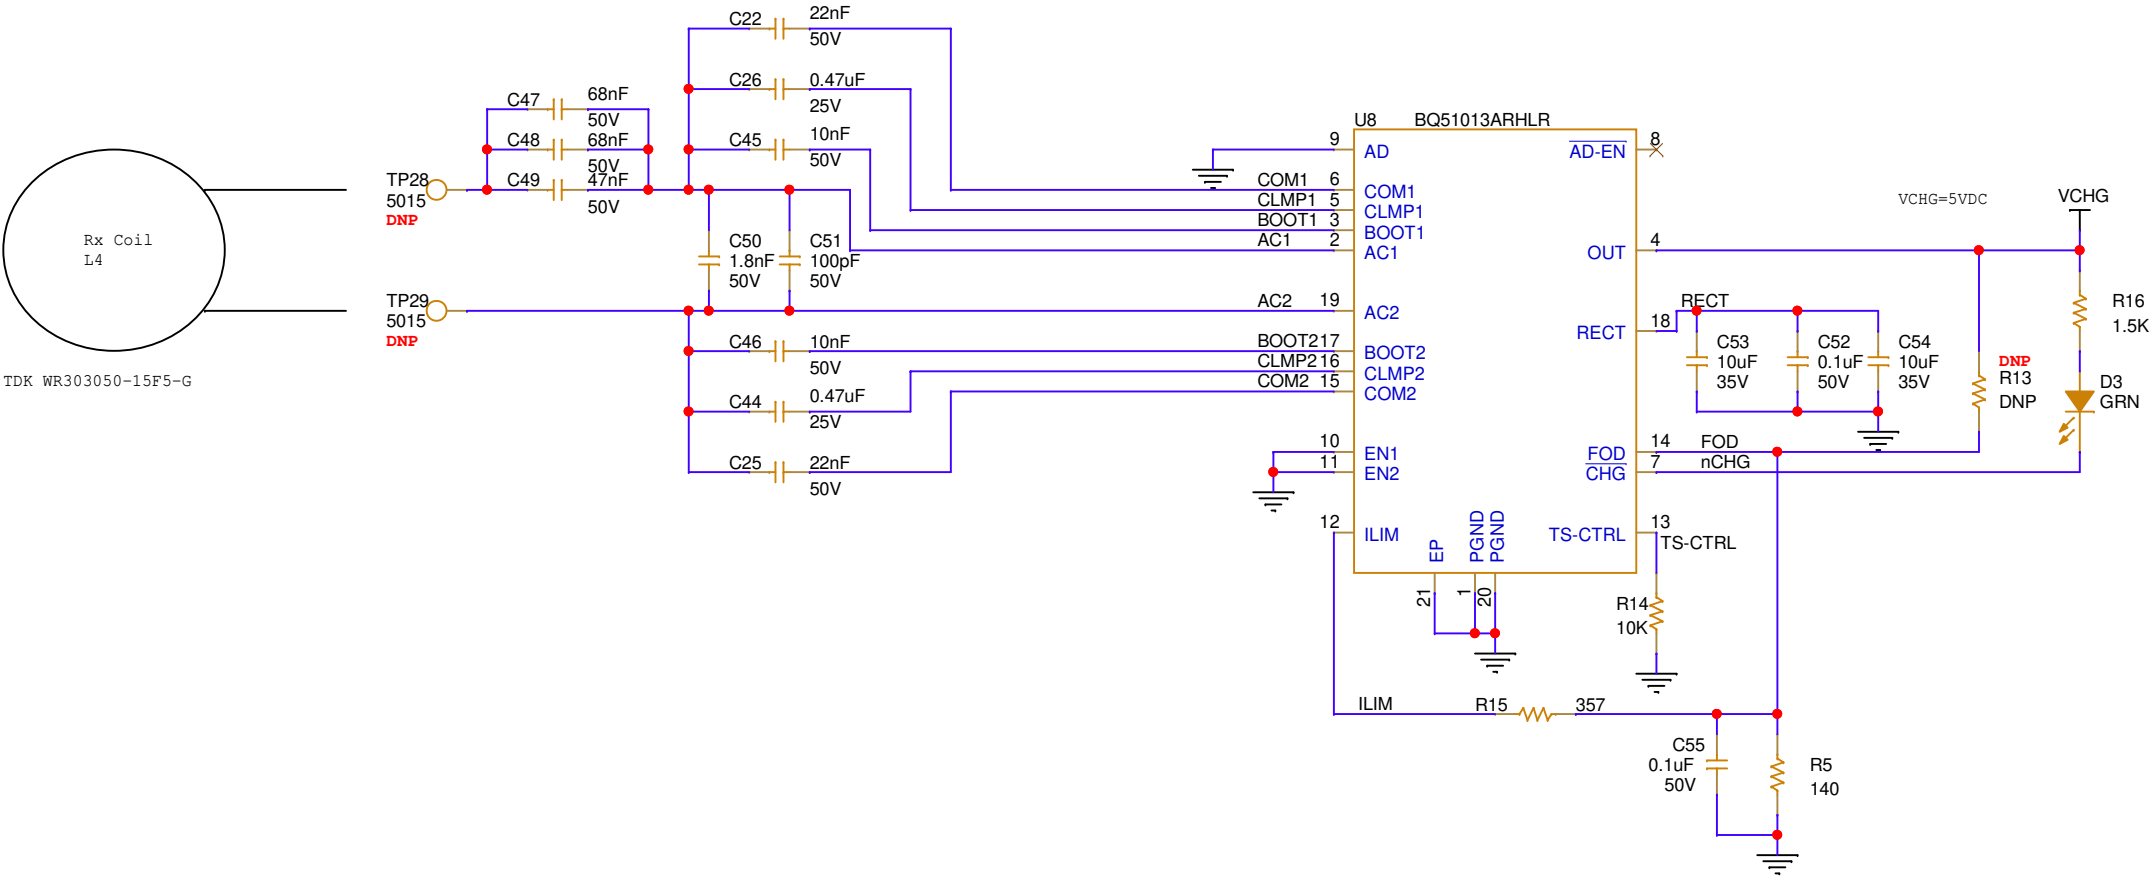 Rx Coil
L4
TDK WR303050-15F5-G
TP28
5015
DNP
TP29
5015
DNP
C47
68nF
50V
C48
68nF
50V
C49
47nF
50V
C22
22nF
50V
C26
0.47uF
25V
C45
10nF
50V
C50
1.8nF
50V
C51
100pF
50V
C46
10nF
50V
C44
0.47uF
25V
C25
22nF
50V
U8
BQ51013ARHLR
9
AD
COM1
6
COM1
CLMP1
5
CLMP1
BOOT1
3
BOOT1
AC1
2
AC1
AC2
19
AC2
BOOT2
17
BOOT2
CLMP2
16
CLMP2
COM2
15
COM2
10
EN1
11
EN2
12
ILIM
EP
PGND
PGND
21
1
20
AD-EN
8
OUT
4
RECT
18
RECT
FOD
14
FOD
CHG
7
nCHG
TS-CTRL
13
TS-CTRL
VCHG=5VDC
VCHG
C53
10uF
35V
C52
0.1uF
50V
C54
10uF
35V
DNP
R13
DNP
R16
1.5K
D3
GRN
R14
10K
ILIM
R15
357
C55
0.1uF
50V
R5
140